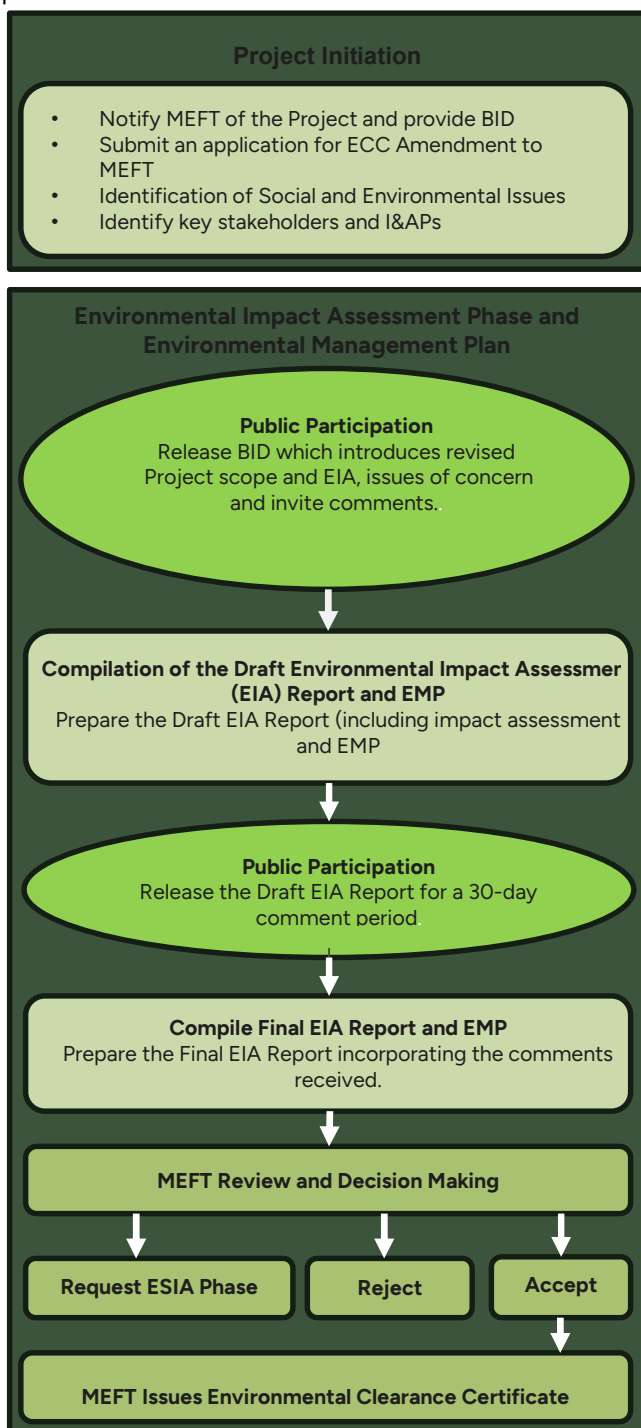 Project Initiation
• Notify MEFT of the Project and provide BID
• Submit an application for ECC Amendment to
MEFT
• Identification of Social and Environmental Issues
• Identify key stakeholders and I&APs
Environmental Impact Assessment Phase and
Environmental Management Plan
Public Participation
Release BID which introduces revised
Project scope and EIA, issues of concern
and invite comments..
Compilation of the Draft Environmental Impact Assessmer
(EIA) Report and EMP
Prepare the Draft EIA Report (including impact assessment
and EMP
Public Participation
Release the Draft EIA Report for a 30-day
comment period.
Compile Final EIA Report and EMP
Prepare the Final EIA Report incorporating the comments
received.
MEFT Review and Decision Making
Request ESIA Phase
Reject
Accept
MEFT Issues Environmental Clearance Certificate